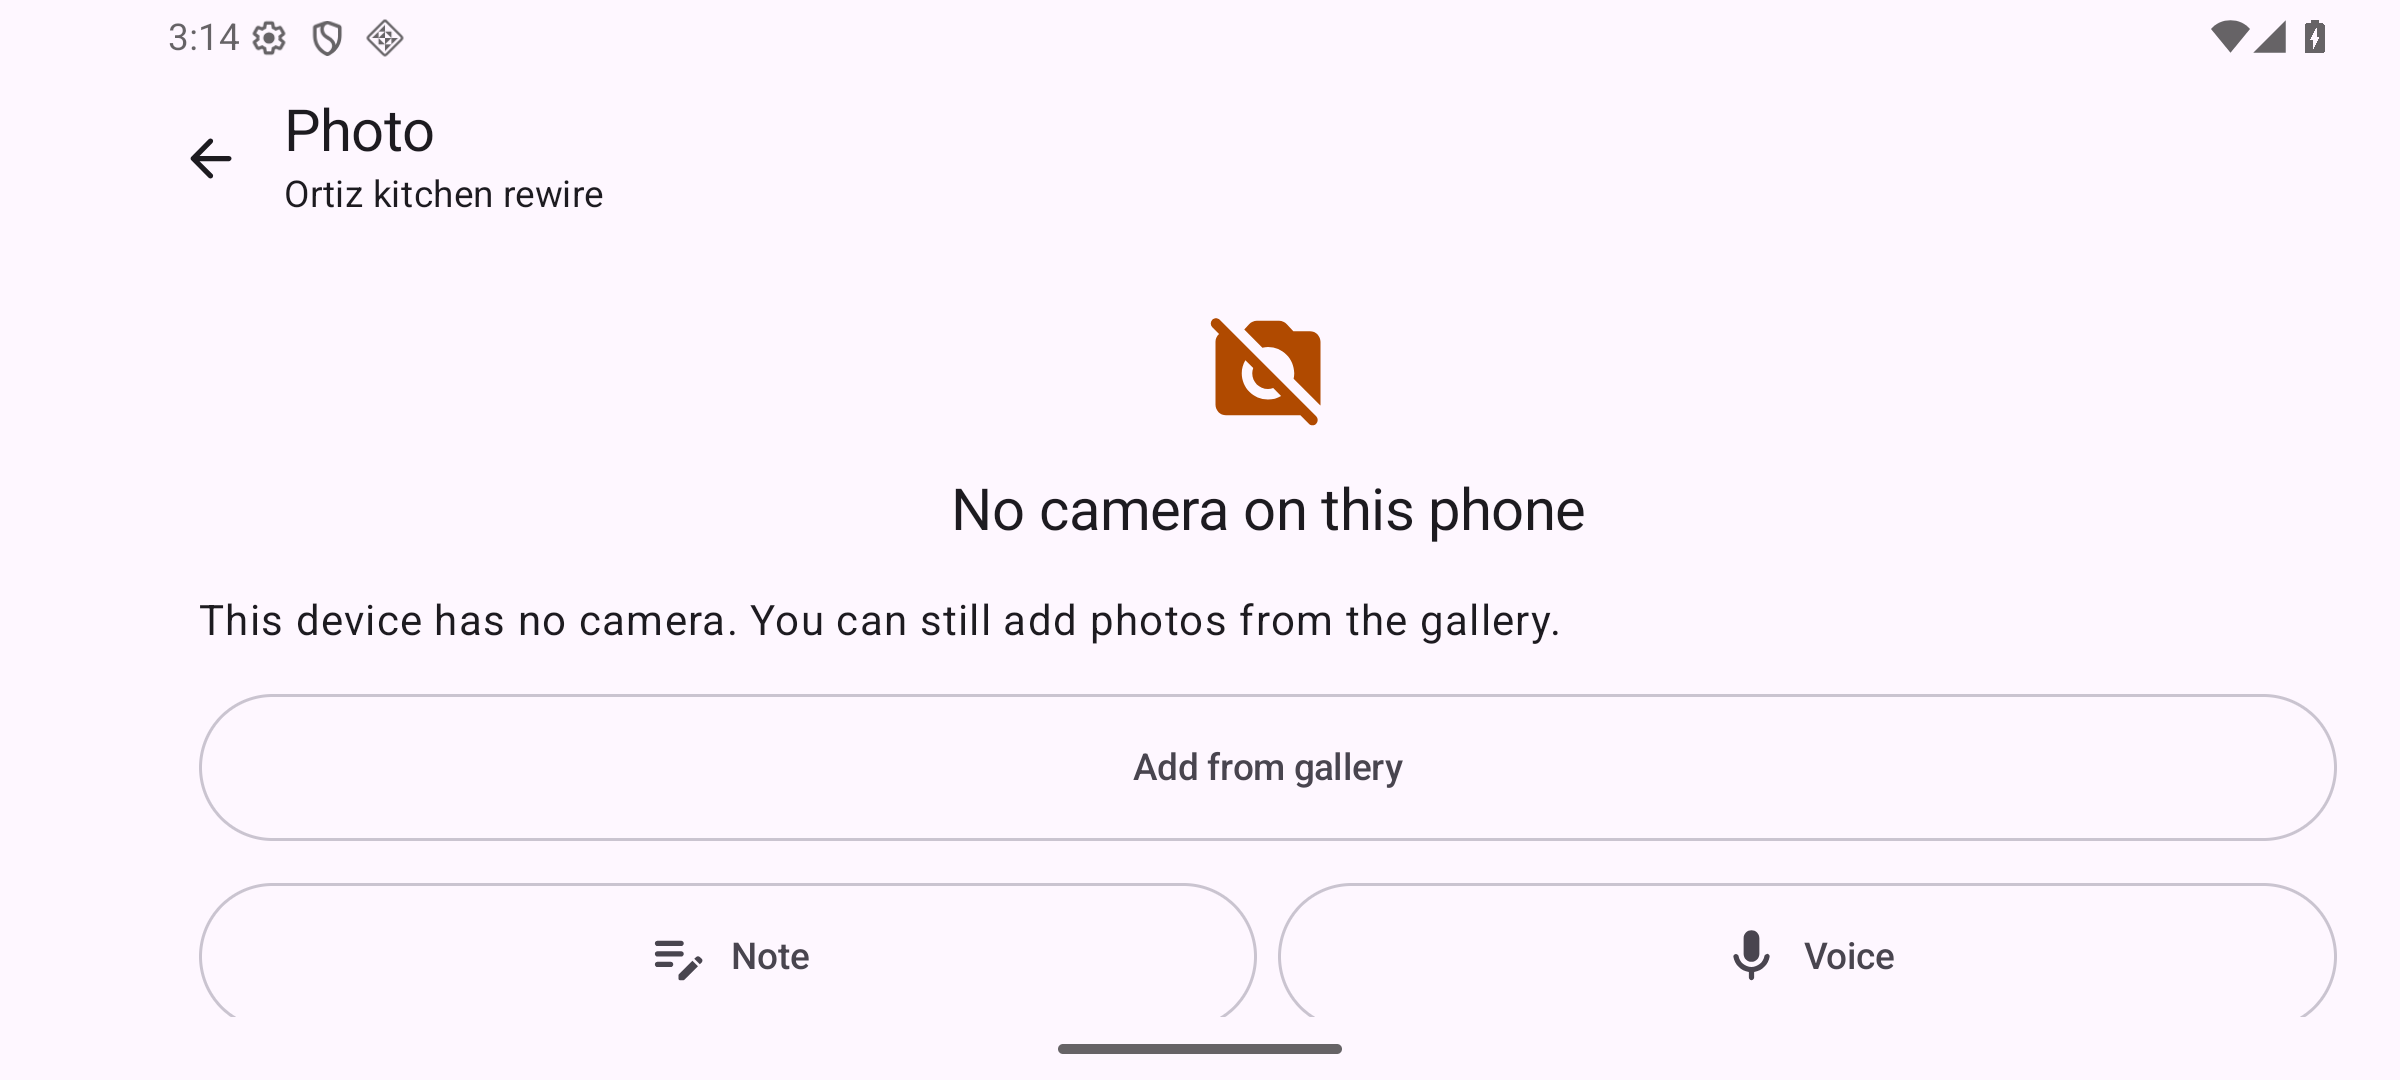 3:14
Photo
Ortiz kitchen rewire
No camera on this phone
This device has no camera. You can still add photos from the gallery.
Add from gallery
Note
Voice